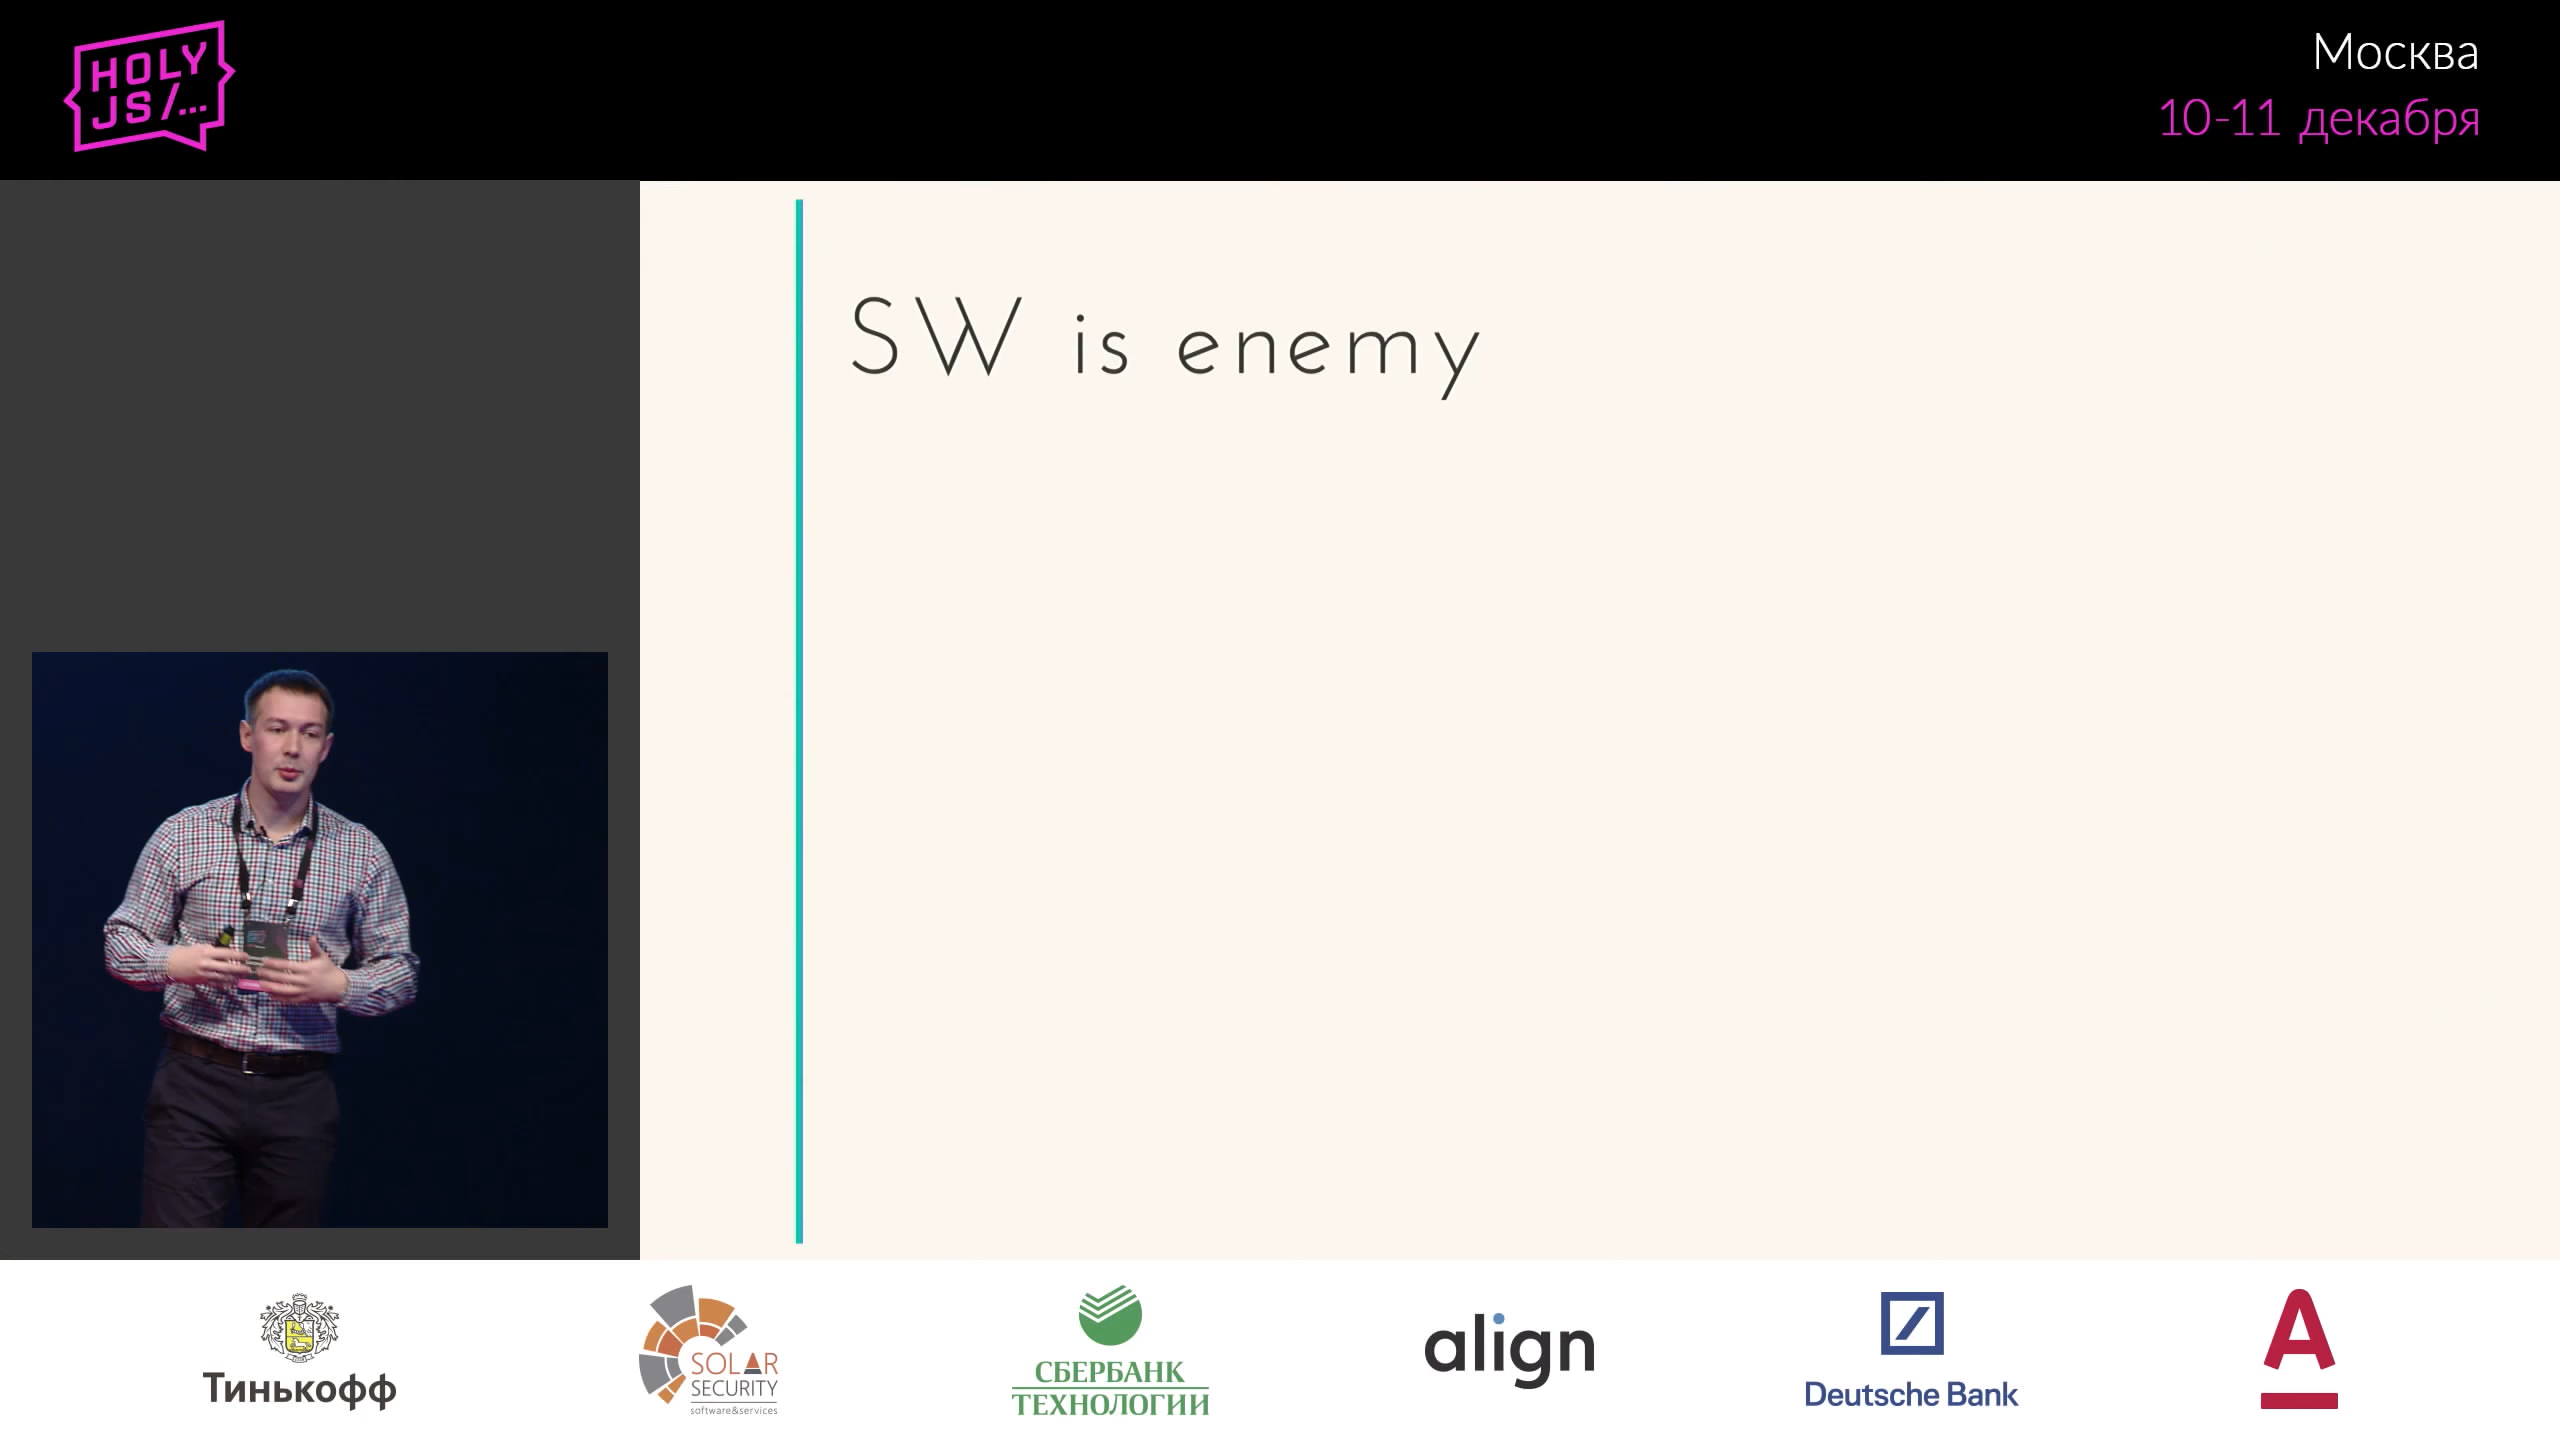 HOLY
JS/...
Москва
10-11 декабря
SW is enemy
Тинькофф
SOLAR
SECURITY
software&services
СБЕРБАНК
ТЕХНОЛОГИИ
align
Deutsche Bank
А